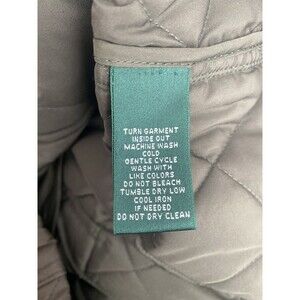 TURN GARMENT
INSIDE OUT
MACHINE WASH
COLD
GENTLE CYCLE
WASH WITH
LIKE COLORS
DO NOT BLEACH
TUMBLE DRY LOW
COOL IRON
IF NEEDED
DO NOT DRY CLEAN